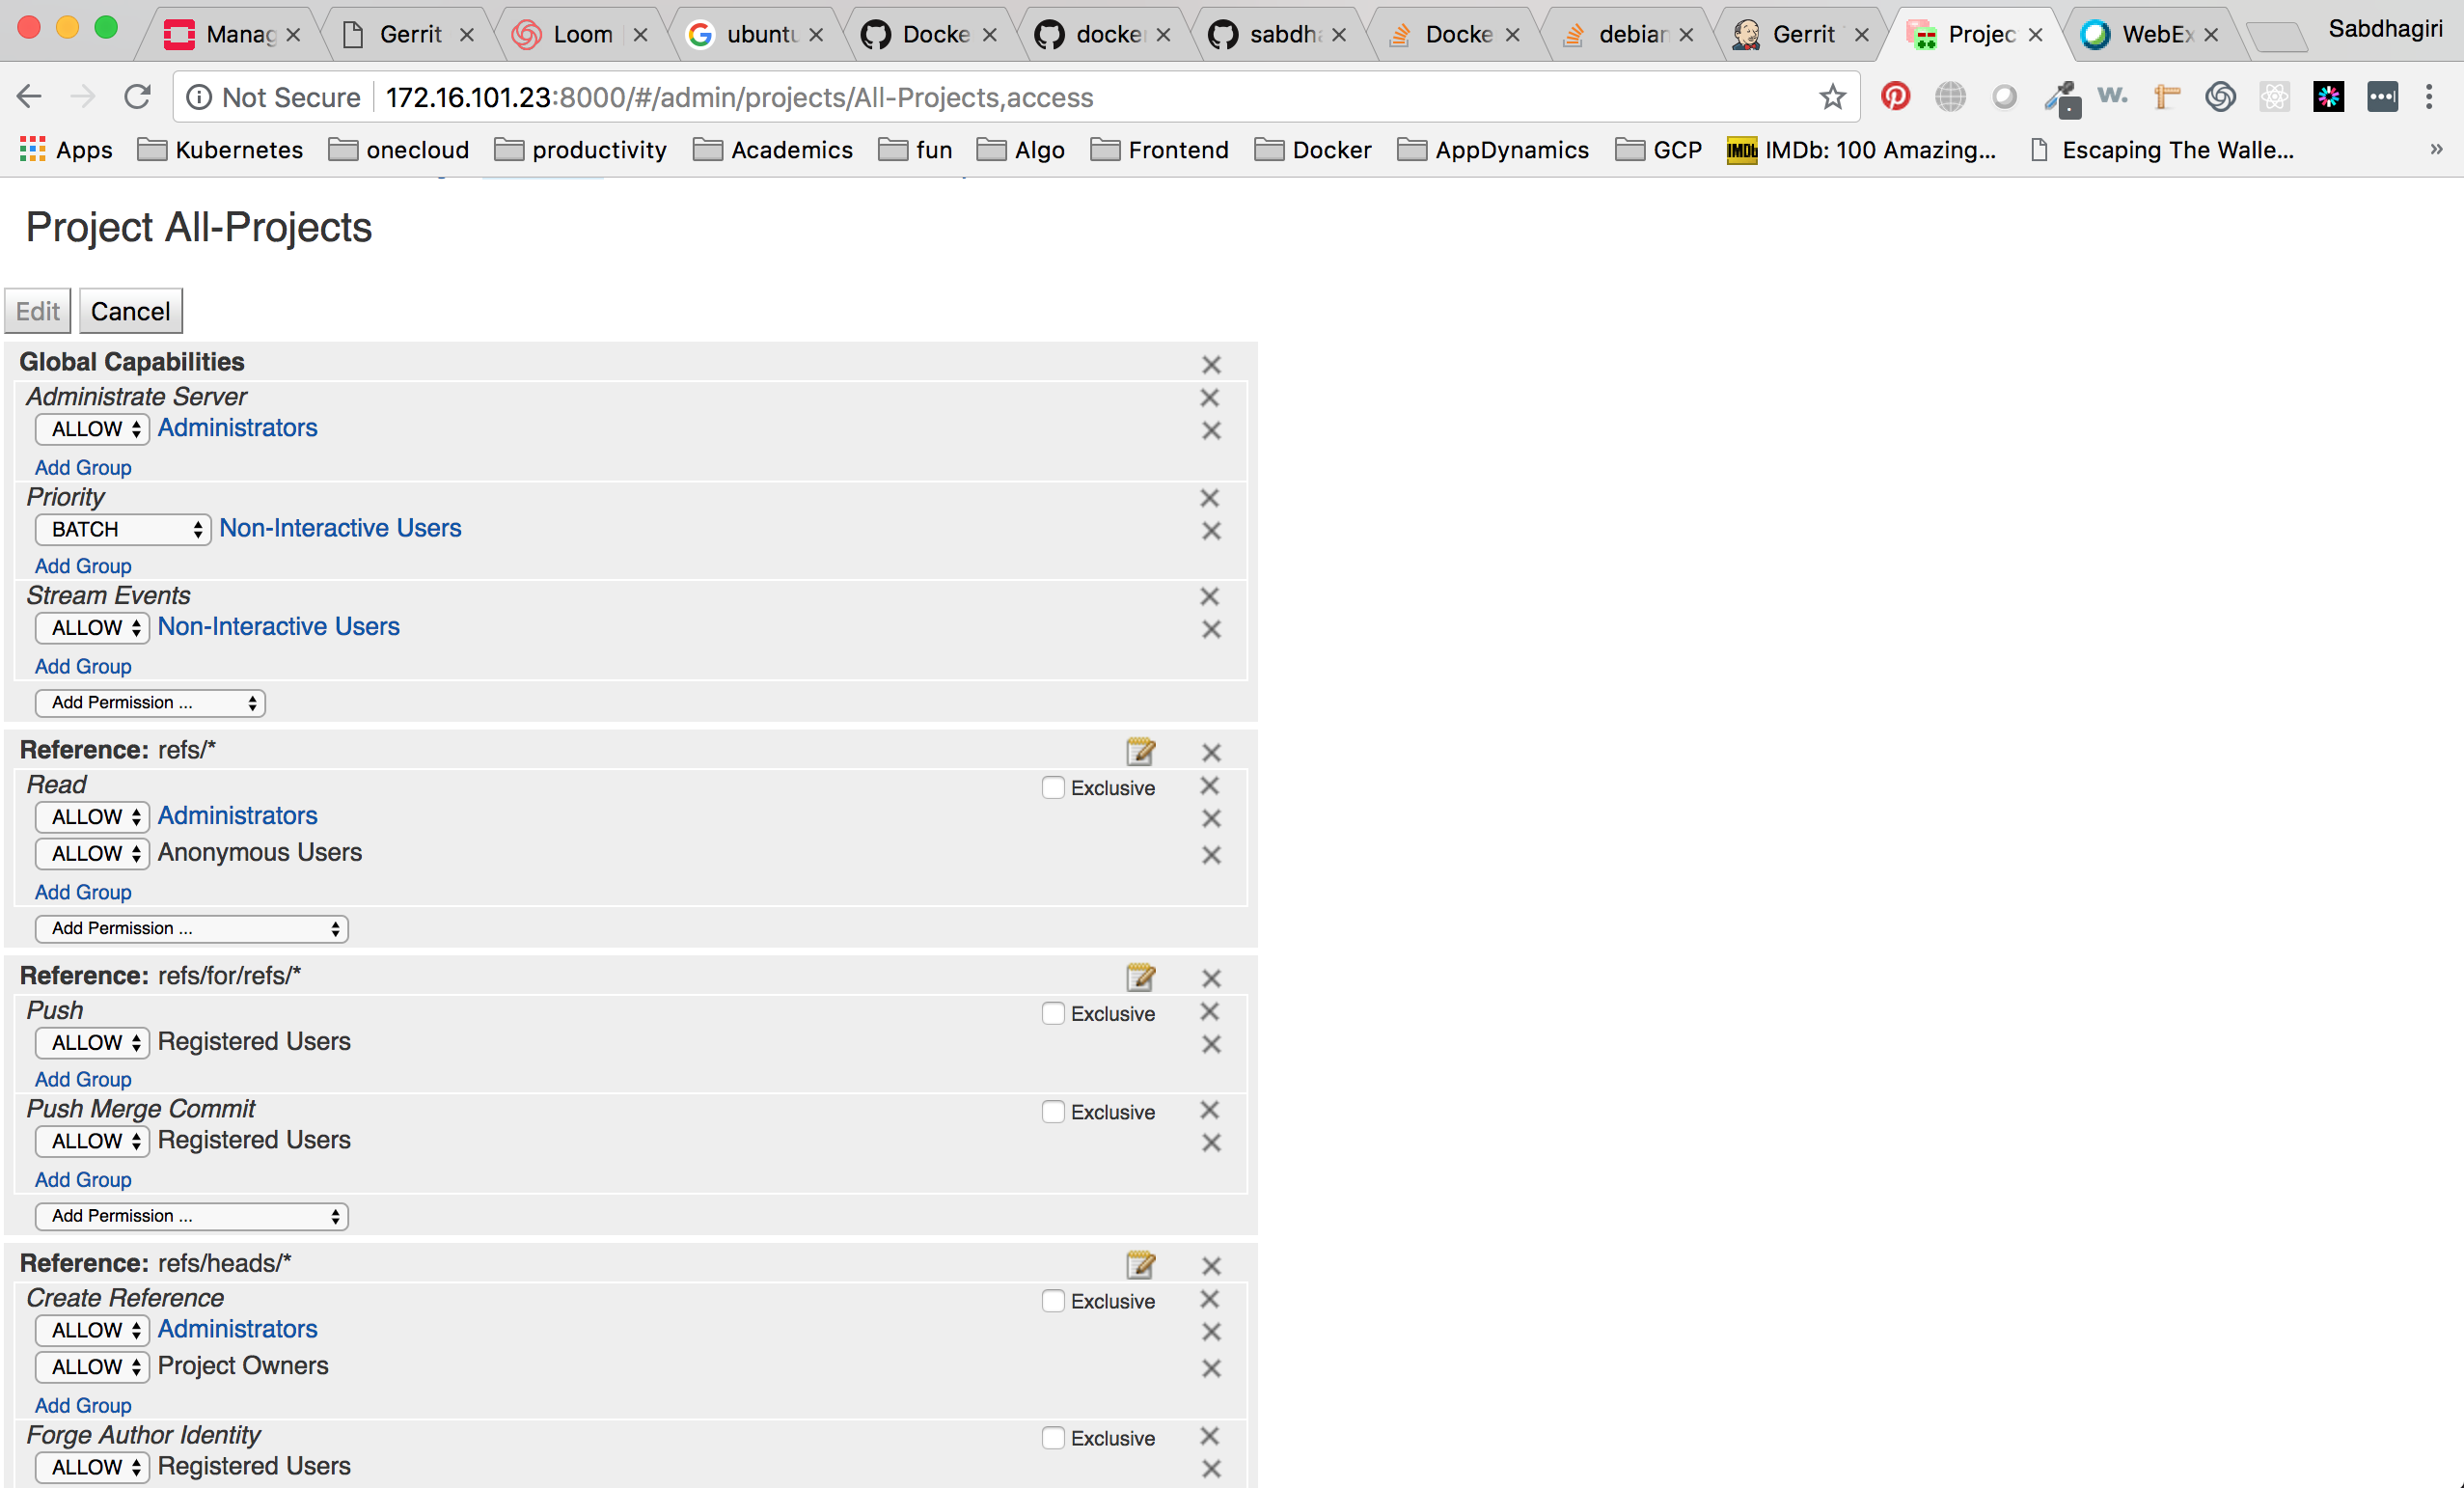 Manag Gerrit Loom ubuntu Docke docker sabdha Docke debian Gerrit Projec WebEx Sabdhagiri
Not Secure 172.16.101.23:8000/#/admin/projects/All-Projects,access
Apps Kubernetes onecloud productivity Academics fun Algo Frontend Docker AppDynamics GCP IMDb: 100 Amazing... Escaping The Walle... »
Project All-Projects
Edit Cancel
Global Capabilities
Administrate Server
ALLOW Administrators
Add Group
Priority
BATCH Non-Interactive Users
Add Group
Stream Events
ALLOW Non-Interactive Users
Add Group
Add Permission ...
Reference: refs/*
Read Exclusive
ALLOW Administrators
ALLOW Anonymous Users
Add Group
Add Permission ...
Reference: refs/for/refs/*
Push Exclusive
ALLOW Registered Users
Add Group
Push Merge Commit Exclusive
ALLOW Registered Users
Add Group
Add Permission ...
Reference: refs/heads/*
Create Reference Exclusive
ALLOW Administrators
ALLOW Project Owners
Add Group
Forge Author Identity Exclusive
ALLOW Registered Users